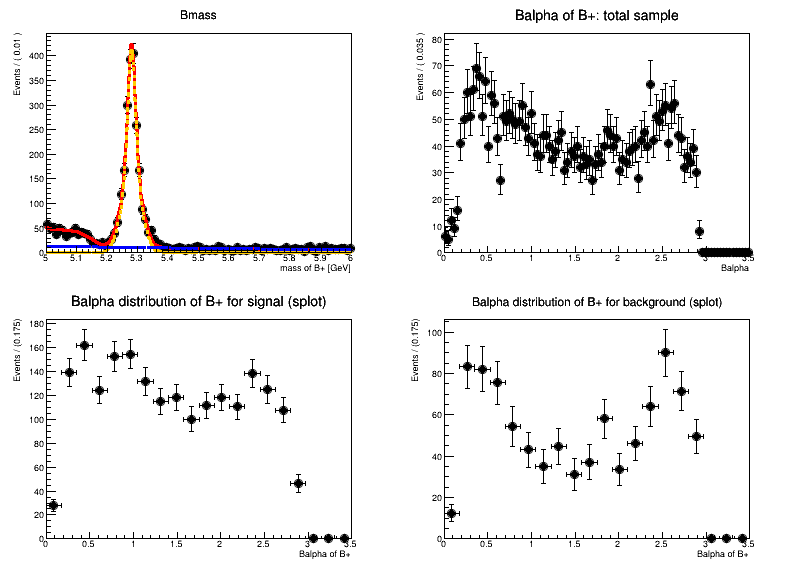 Bmass
Events / ( 0.01 )
400
350
300
250
200
150
100
50
0
5 5.1 5.2 5.3 5.4 5.5 5.6 5.7 5.8 5.9 6
mass of B+ [GeV]
Balpha of B+: total sample
Events / ( 0.035 )
80
70
60
50
40
30
20
10
0
0 0.5 1 1.5 2 2.5 3 3.5
Balpha
Balpha distribution of B+ for signal (splot)
Events / (0.175)
180
160
140
120
100
80
60
40
20
0
0 0.5 1 1.5 2 2.5 3 3.5
Balpha of B+
Balpha distribution of B+ for background (splot)
Events / (0.175)
100
80
60
40
20
0
0 0.5 1 1.5 2 2.5 3 3.5
Balpha of B+